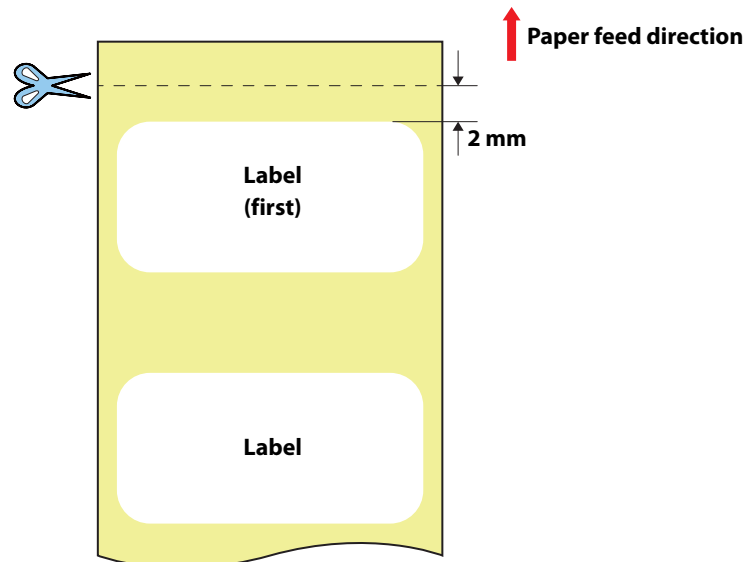 Paper feed direction
2 mm
Label
(first)
Label